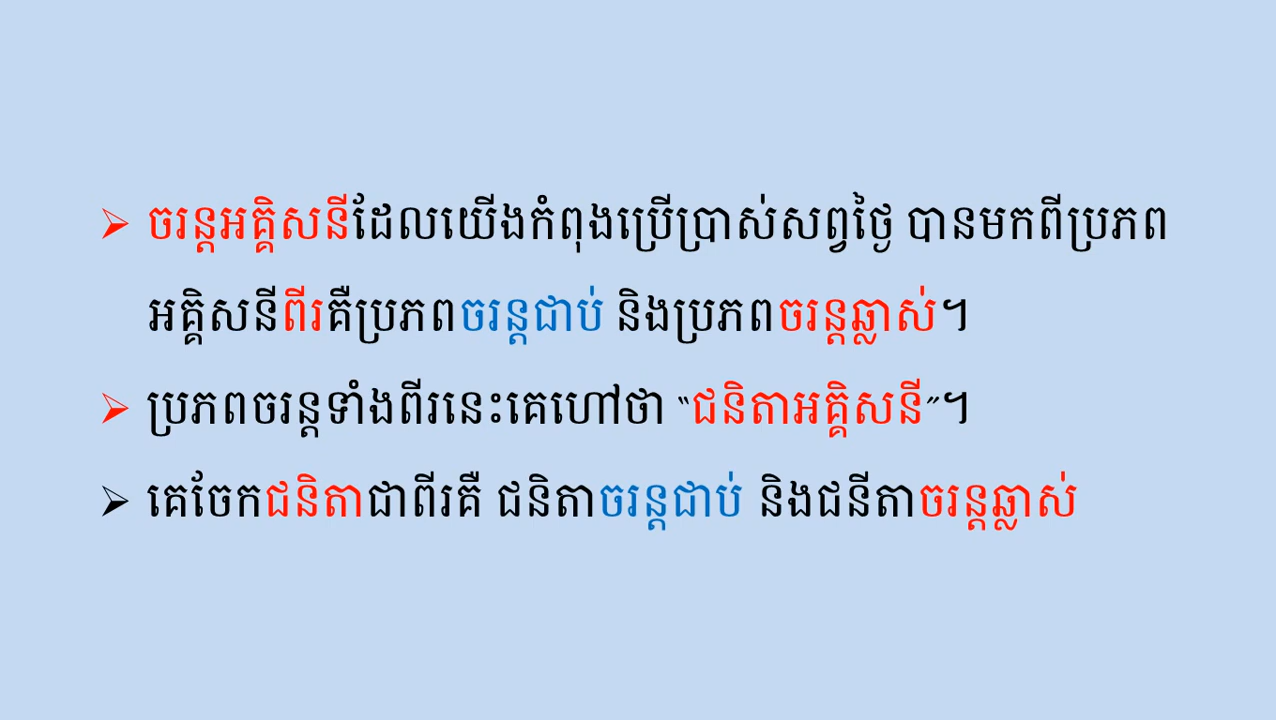 ចរន្តអគ្គិសនីដែលយើងកំពុងប្រើប្រាស់សព្វថ្ងៃ បានមកពីប្រភព
អគ្គិសនីពីរគឺប្រភពចរន្តជាប់ និងប្រភពចរន្តឆ្លាស់។
ប្រភពចរន្តទាំងពីរនេះគេហៅថា “ជនិតាអគ្គិសនី”។
គេចែកជនិតាជាពីរគឺ ជនិតាចរន្តជាប់ និងជនីតាចរន្តឆ្លាស់